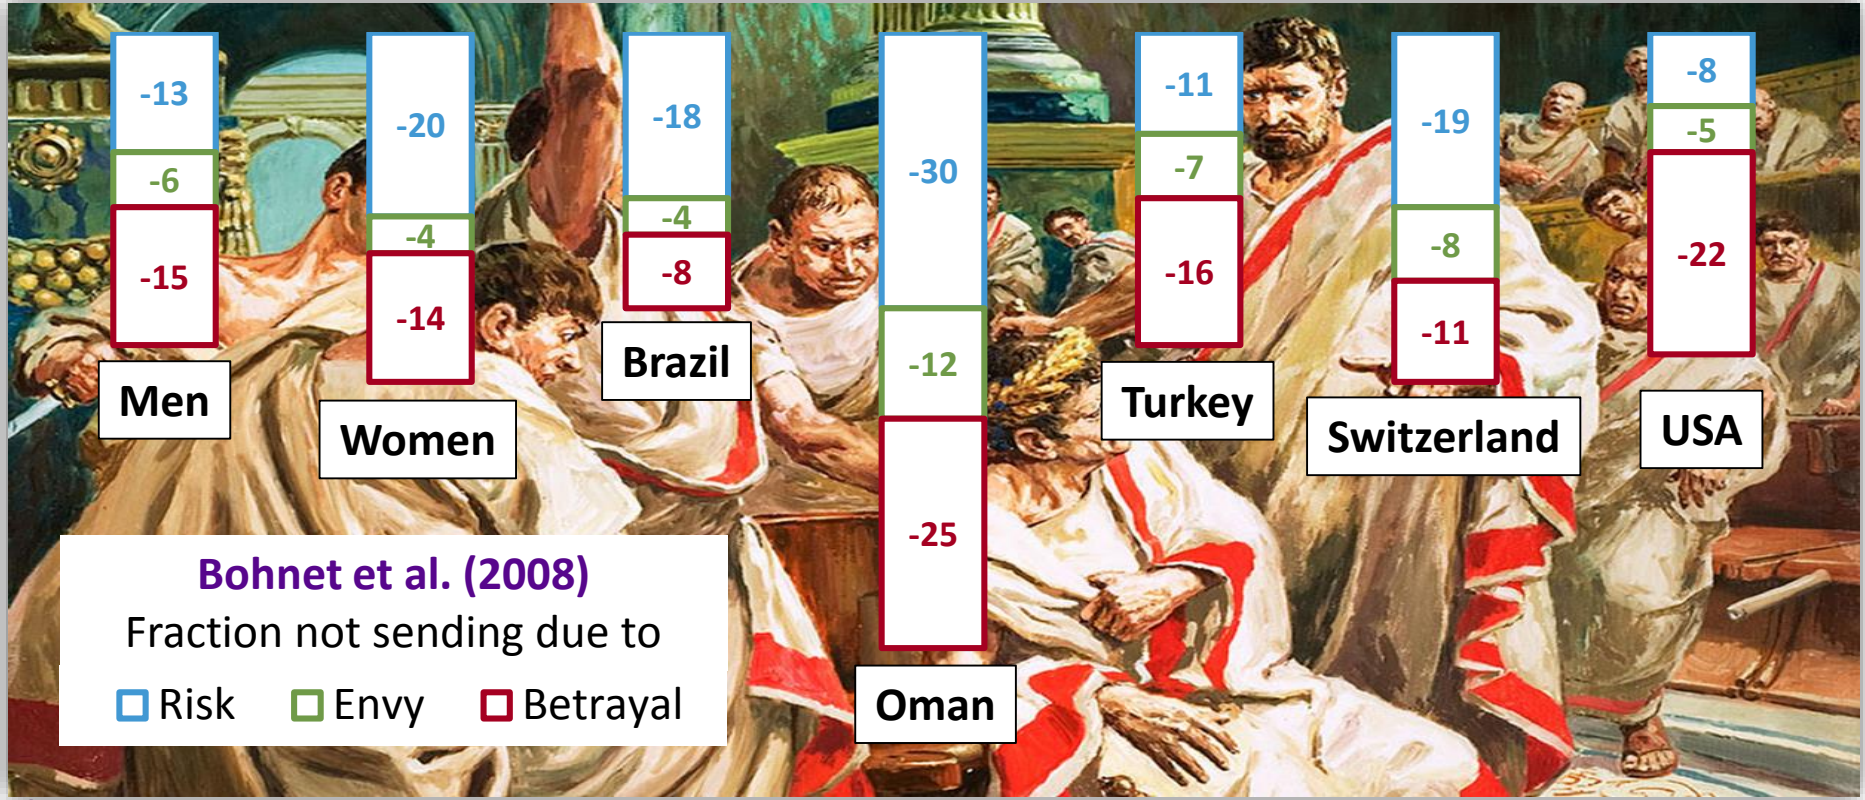 -13
-6
-15
Men
-20
-4
-14
Women
-18
-4
-8
Brazil
-30
-12
-25
Oman
-11
-7
-16
Turkey
-19
-8
-11
Switzerland
-8
-5
-22
USA
Bohnet et al. (2008)
Fraction not sending due to
Risk Envy Betrayal